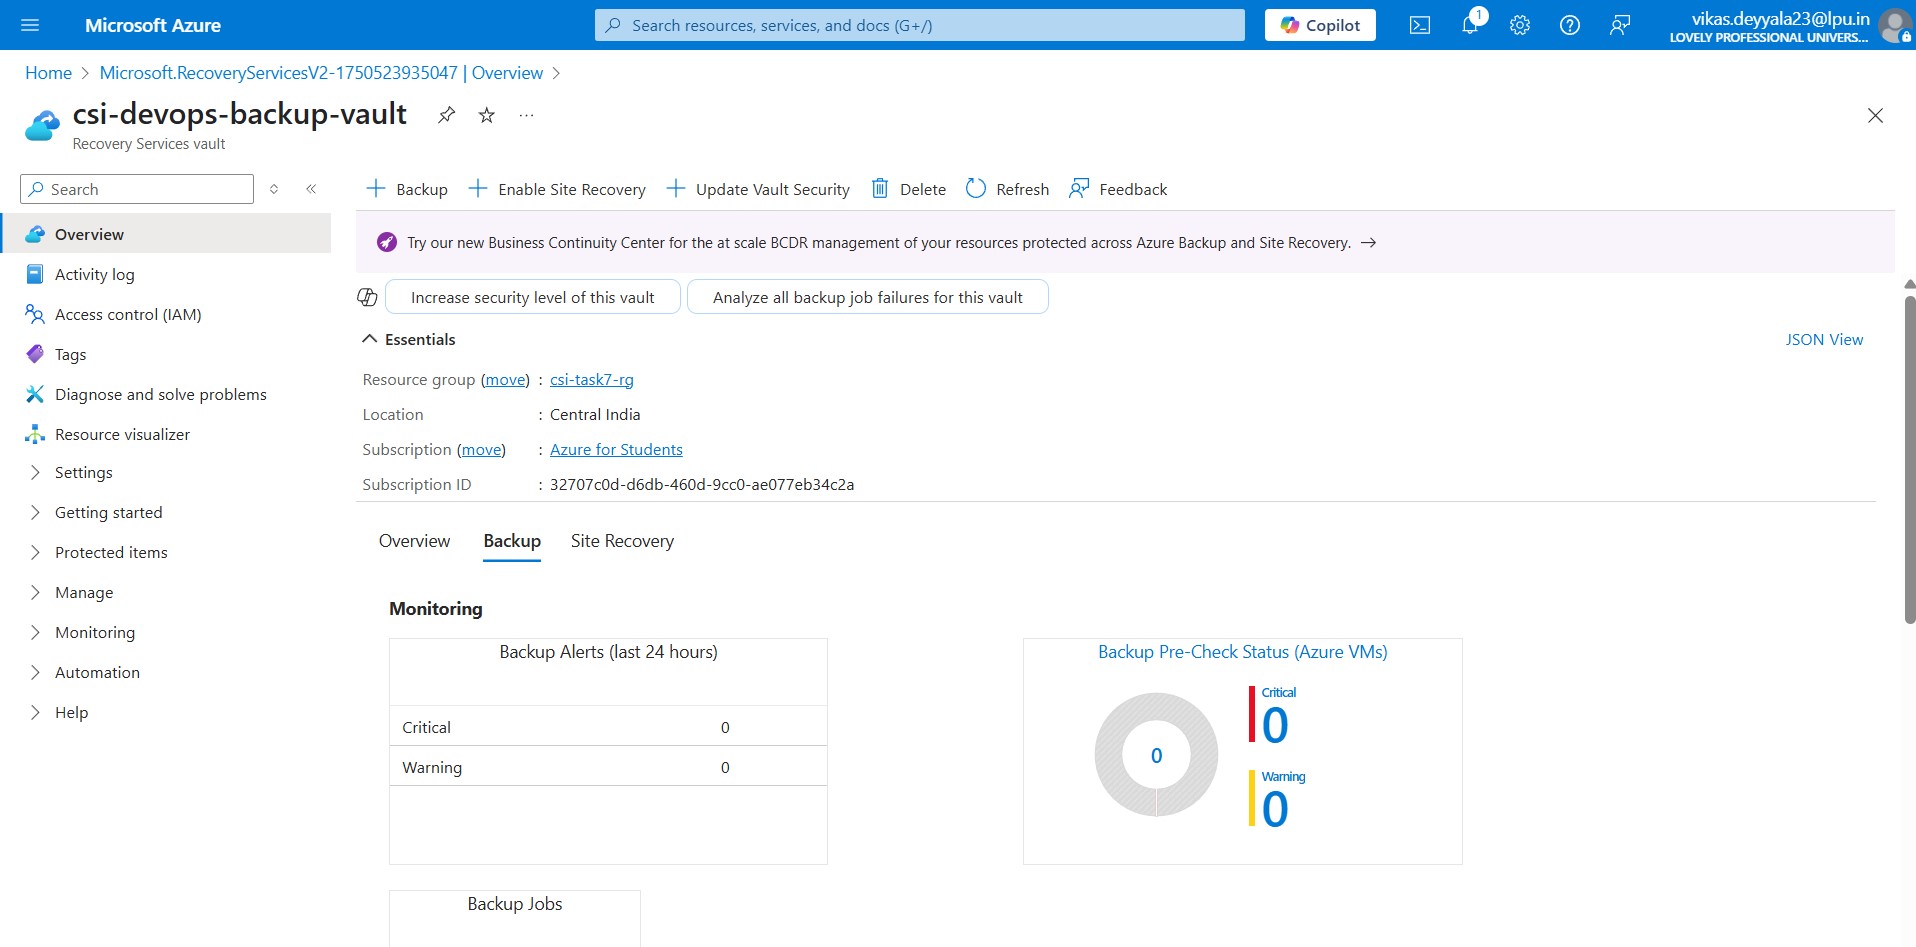 Microsoft Azure
Search resources, services, and docs (G+/)
Copilot
1
vikas.deyyala23@lpu.in
LOVELY PROFESSIONAL UNIVERS...
Home > Microsoft.RecoveryServicesV2-1750523935047 | Overview >
csi-devops-backup-vault
...
Recovery Services vault
Search
Overview
Activity log
Access control (IAM)
Tags
Diagnose and solve problems
Resource visualizer
Settings
Getting started
Protected items
Manage
Monitoring
Automation
Help
Backup
Enable Site Recovery
Update Vault Security
Delete
Refresh
Feedback
Try our new Business Continuity Center for the at scale BCDR management of your resources protected across Azure Backup and Site Recovery. →
Increase security level of this vault
Analyze all backup job failures for this vault
Essentials
JSON View
Resource group (move) : csi-task7-rg
Location : Central India
Subscription (move) : Azure for Students
Subscription ID : 32707c0d-d6db-460d-9cc0-ae077eb34c2a
Overview
Backup
Site Recovery
Monitoring
Backup Alerts (last 24 hours)
Critical 0
Warning 0
Backup Pre-Check Status (Azure VMs)
0
Critical
0
Warning
0
Backup Jobs